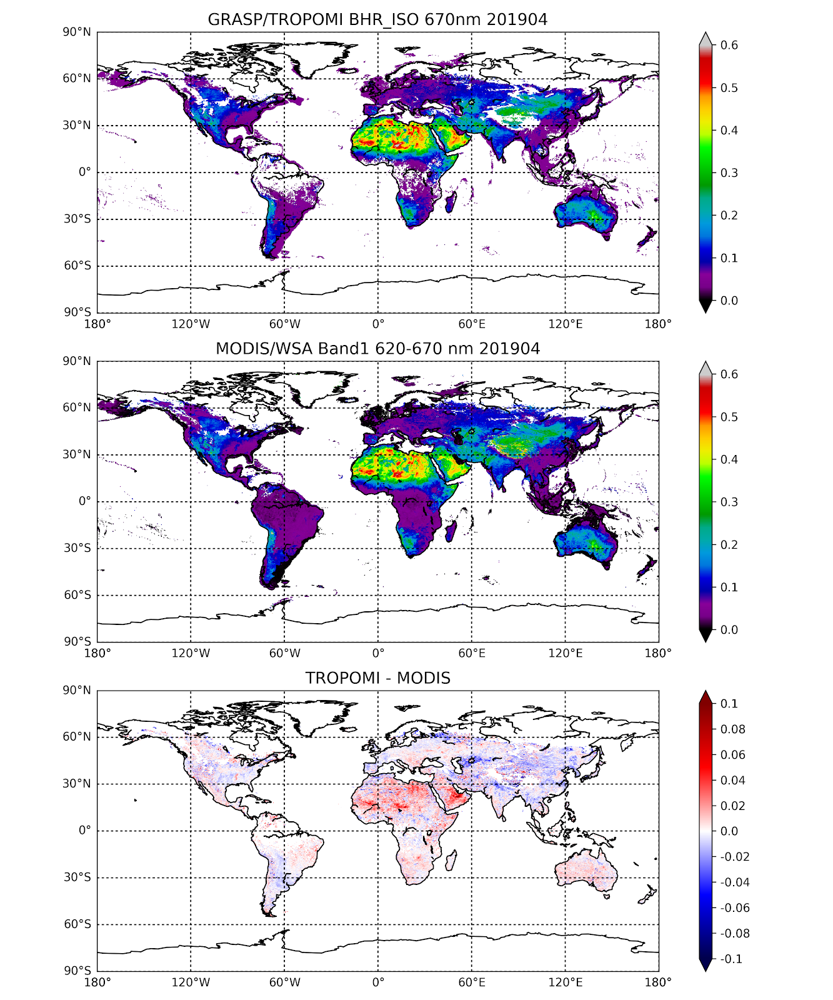 GRASP/TROPOMI BHR_ISO 670nm 201904
90°N
60°N
30°N
0°
30°S
60°S
90°S
180°
120°W
60°W
0°
60°E
120°E
180°
0.6
0.5
0.4
0.3
0.2
0.1
0.0
MODIS/WSA Band1 620-670 nm 201904
90°N
60°N
30°N
0°
30°S
60°S
90°S
180°
120°W
60°W
0°
60°E
120°E
180°
0.6
0.5
0.4
0.3
0.2
0.1
0.0
TROPOMI - MODIS
90°N
60°N
30°N
0°
30°S
60°S
90°S
180°
120°W
60°W
0°
60°E
120°E
180°
0.1
0.08
0.06
0.04
0.02
0.0
-0.02
-0.04
-0.06
-0.08
-0.1